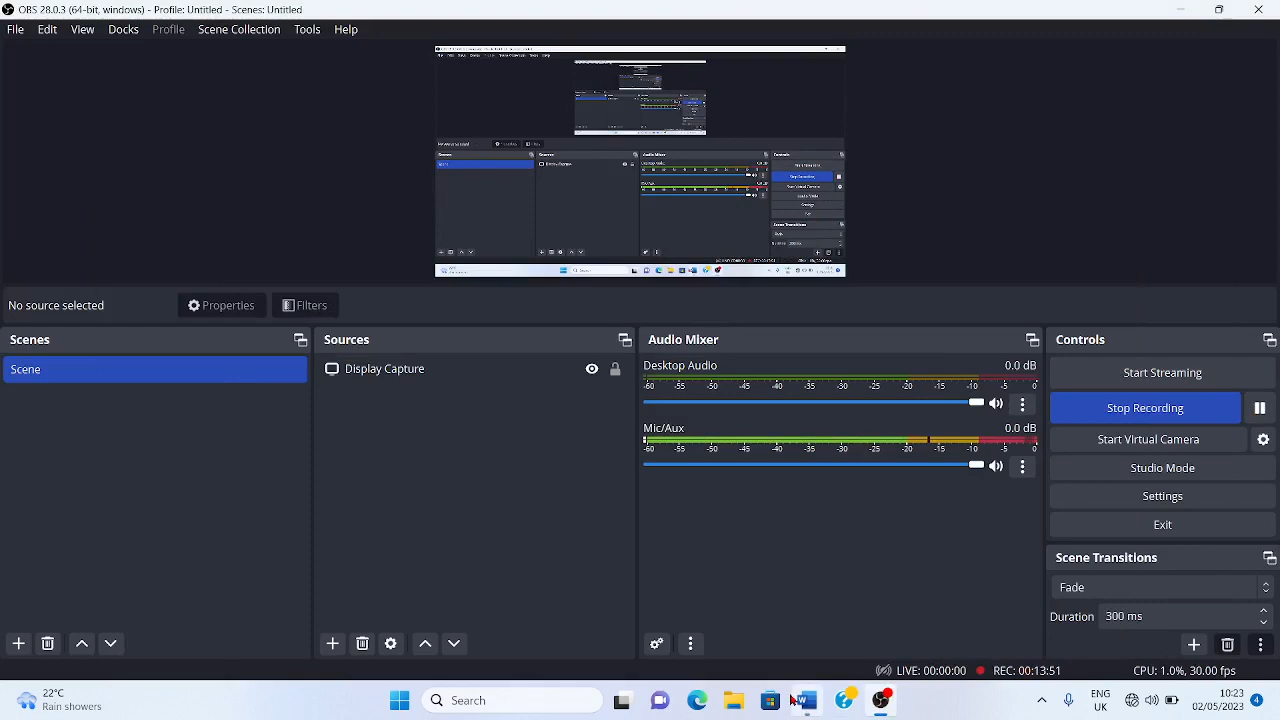 OBS 28.0.3 (64-bit, windows) - Profile: Untitled - Scenes: Untitled
File Edit View Docks Profile Scene Collection Tools Help
No source selected Properties Filters
Scenes Sources Audio Mixer Controls
Scene
Display Capture
Desktop Audio 0.0 dB
-60 -55 -50 -45 -40 -35 -30 -25 -20 -15 -10 -5 0
Mic/Aux 0.0 dB
-60 -55 -50 -45 -40 -35 -30 -25 -20 -15 -10 -5 0
Start Streaming
Stop Recording
Start Virtual Camera
Studio Mode
Settings
Exit
Scene Transitions
Fade
Duration 300 ms
LIVE: 00:00:00 REC: 00:13:51 CPU: 1.0%, 30.00 fps
22°C
Rain showers
Search
ENG
UK
10:23
02/05/2023
4